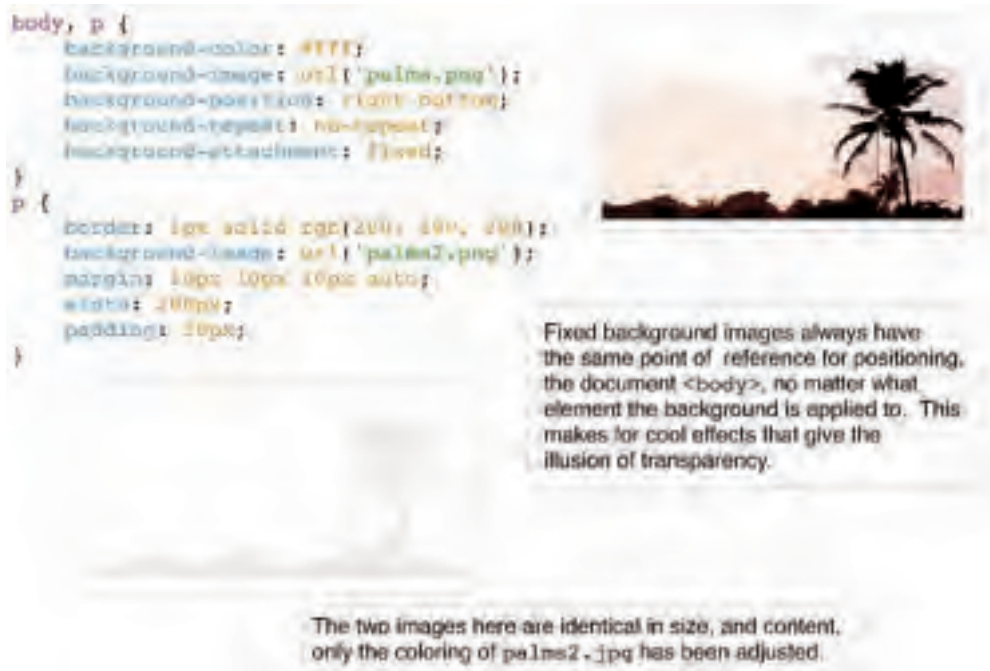 body, p {
background-color: #fff;
background-image: url('palms.png');
background-position: right bottom;
background-repeat: no-repeat;
background-attachment: fixed;
}
p {
border: 1px solid rgb(200, 200, 200);
background-image: url('palms2.png');
margin: 10px 10px 10px auto;
width: 200px;
padding: 10px;
}
Fixed background images always have
the same point of reference for positioning,
the document <body>, no matter what
element the background is applied to. This
makes for cool effects that give the
illusion of transparency.
The two images here are identical in size, and content,
only the coloring of palms2.jpg has been adjusted.